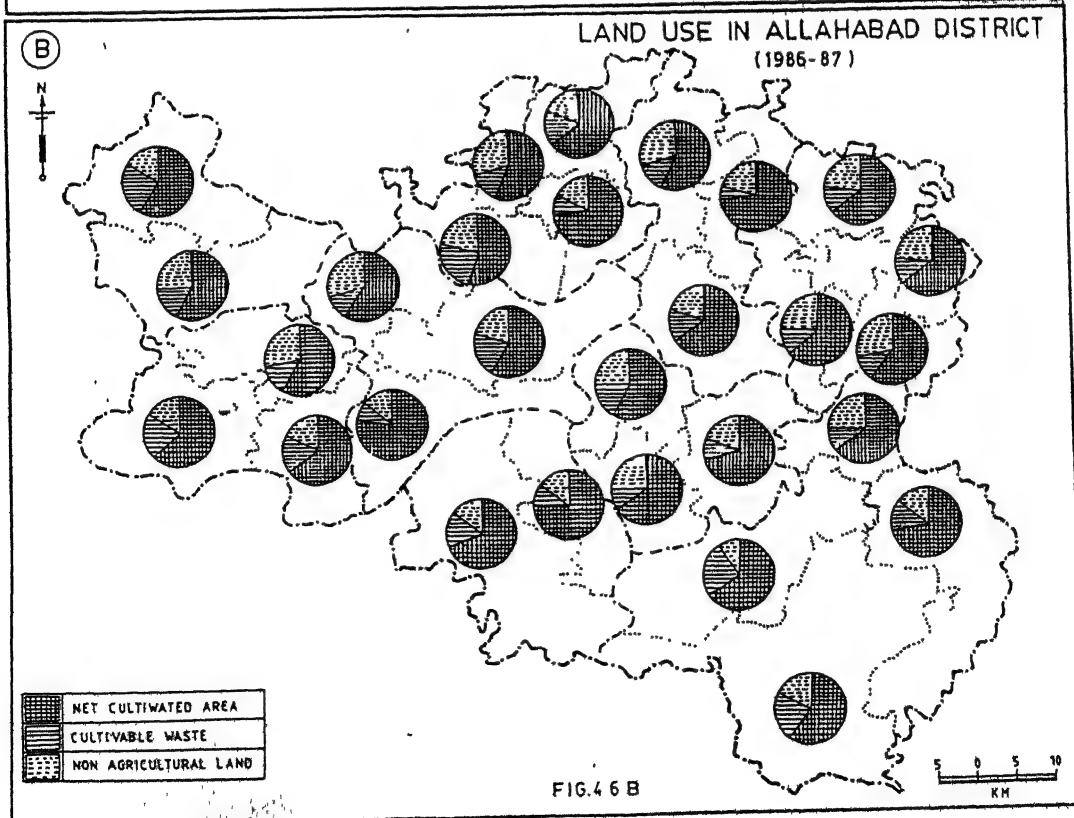 B
LAND USE IN ALLAHABAD DISTRICT
(1986-87)
N
NET CULTIWATED AREA
CULTIVABLE WASTE
NON AGRICULTURAL LAND
FIG.4 6 B
5 0 5 10
KM